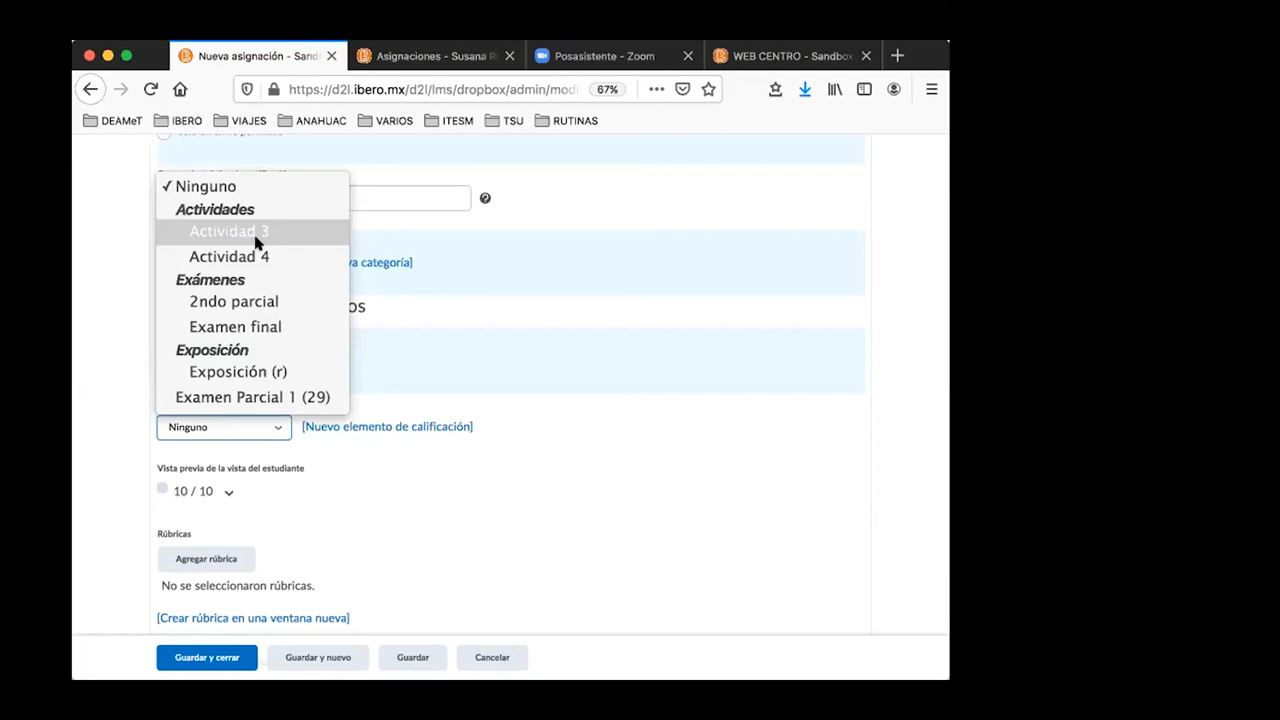 Nueva asignación - Sand
Asignaciones - Susana R
Posasistente - Zoom
WEB CENTRO - Sandbox
https://d2l.ibero.mx/d2l/lms/dropbox/admin/mod
67%
DEAMeT
IBERO
VIAJES
ANAHUAC
VARIOS
ITESM
TSU
RUTINAS
✓ Ninguno
Actividades
Actividad 3
Actividad 4
va categoría]
Exámenes
2ndo parcial
os
Examen final
Exposición
Exposición (r)
Examen Parcial 1 (29)
Ninguno
[Nuevo elemento de calificación]
Vista previa de la vista del estudiante
10 / 10
Rúbricas
Agregar rúbrica
No se seleccionaron rúbricas.
[Crear rúbrica en una ventana nueva]
Guardar y cerrar
Guardar y nuevo
Guardar
Cancelar